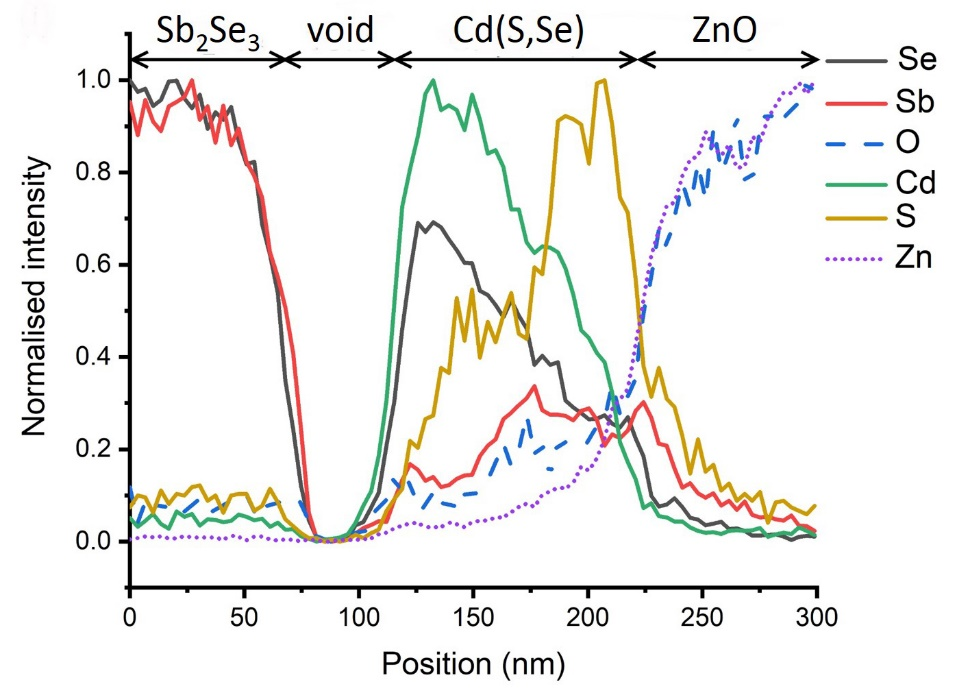 Sb₂Se₃ void Cd(S,Se) ZnO
Se
Sb
O
Cd
S
Zn
Normalised intensity
1.0
0.8
0.6
0.4
0.2
0.0
0 50 100 150 200 250 300
Position (nm)